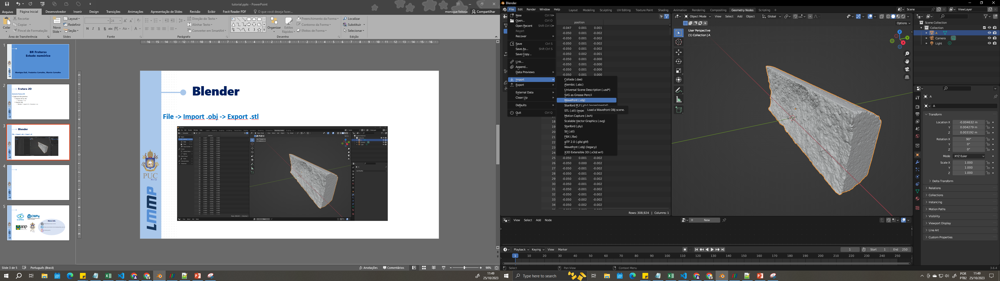 tutorial.pptx - PowerPoint
Arquivo
Página Inicial
Desenvolvedor
Inserir
Design
Transições
Animações
Apresentação de Slides
Revisão
Exibir
Foxit Reader PDF
O que você deseja fazer...
monique feitosa
Compartilhar
Colar
Recortar
Copiar
Pincel de Formatação
Área de Transferência
Novo
Slide
Layout
Redefinir
Seção
Slides
24
Fonte
Direção do Texto
Alinhar Texto
Converter em SmartArt
Parágrafo
Organizar
Estilos
Rápidos
Preenchimento da Forma
Contorno da Forma
Efeitos de Forma
Desenho
Localizar
Substituir
Selecionar
Edição
1
BR Fraturas
Estudo numérico
2
Fratura 2D
3
Blender
File -> Import .obj -> Export .stl
4
5
CAPES
CNPq
anp
More info
Blender
File -> Import .obj -> Export .stl
PUC
RIO
LMMP
Slide 3 de 5
Português (Brasil)
Anotações
Comentários
90%
11:49
25/10/2023
Blender
File
Edit
Render
Window
Help
Layout
Modeling
Sculpting
UV Editing
Texture Paint
Shading
Animation
Rendering
Compositing
Geometry Nodes
Scripting
+
Scene
ViewLayer
New Ctrl N
Open... Ctrl O
Open Recent Shift Ctrl O
Revert
Recover
Save Ctrl S
Save As... Shift Ctrl S
Save Copy...
Link...
Append...
Data Previews
Import
Export
External Data
Clean Up
Defaults
Quit Ctrl Q
Collada (.dae)
Alembic (.abc)
Universal Scene Description (.usd*)
SVG as Grease Pencil
Wavefront (.obj)
Stanford PLY (.ply) (experimental)
STL (.stl) (expe
Load a Wavefront OBJ scene.
Motion Capture (.bvh)
Scalable Vector Graphics (.svg)
Stanford (.ply)
Stl (.stl)
FBX (.fbx)
glTF 2.0 (.glb/.gltf)
Wavefront (.obj) (legacy)
X3D Extensible 3D (.x3d/.wrl)
position
-0.047 0.001 0.001
-0.050 0.001 -0.001
-0.050 0.001 -0.002
-0.050 0.001 -0.002
-0.050 0.001 -0.002
-0.050 0.002 -0.001
-0.050 0.001 -0.000
-0.050 0.001 -0.000
-0.050 0.001 -0.000
-0.050 0.001 0.000
18
19
20
21
22
23
24
25 -0.050 0.001 -0.002
26 -0.050 0.000 -0.002
27 -0.050 -0.001 -0.002
28 -0.050 -0.001 -0.002
29 -0.050 -0.001 -0.002
30 -0.050 -0.001 -0.002
31 -0.050 -0.001 -0.002
32 -0.050 -0.001 -0.002
33 -0.050 -0.002 -0.001
34 -0.050 -0.002 -0.002
Rows: 308,924 | Columns: 1
Object Mode
View
Select
Add
Object
Global
Options
User Perspective
(1) Collection | A
Scene Collection
Collection
A
Camera
Light
A
A
Transform
Location X -0.004632 m
Y 0.004279 m
Z 0.003192 m
Rotation X 90°
Y 0°
Z 0°
Mode XYZ Euler
Scale X 1.000
Y 1.000
Z 1.000
Delta Transform
Relations
Collections
Instancing
Motion Paths
Visibility
Viewport Display
Line Art
Custom Properties
View
Select
Add
Node
New
Playback
Keying
View
Marker
1
Start 1
End 250
1 10 20 30 40 50 60 70 80 90 100 110 120 130 140 150 160 170 180 190 200 210 220 230 240 250
Select
Pan View
Context Menu
3.6.4
Type here to search
POR
PTB2
11:49
25/10/2023